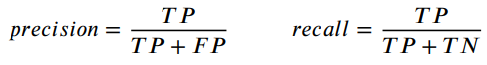 precision = TP / TP + FP recall = TP / TP + TN